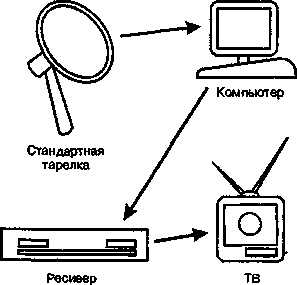 Компьютер
Стандартная
тарелка
Ресивер
ТВ